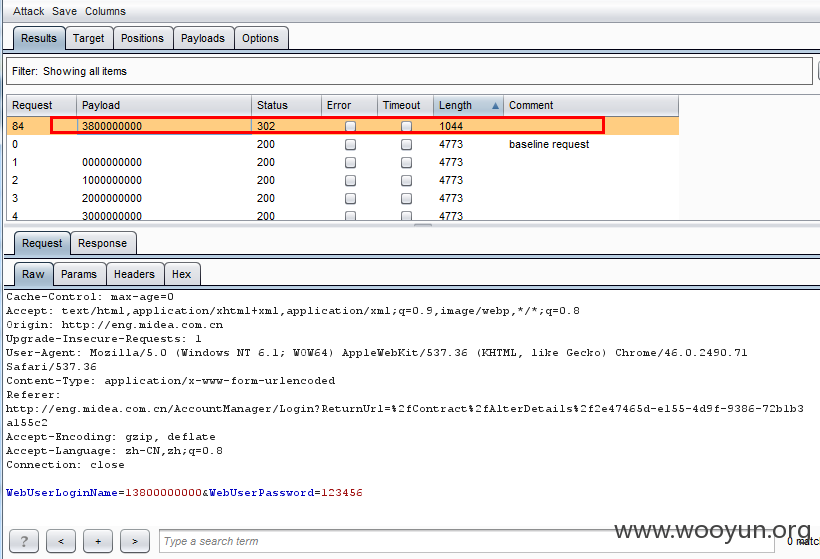 Attack Save Columns
Results Target Positions Payloads Options
Filter: Showing all items
Request Payload Status Error Timeout Length Comment
84 3800000000 302 1044
0 200 4773 baseline request
1 0000000000 200 4773
2 1000000000 200 4773
3 2000000000 200 4773
4 3000000000 200 4773
Request Response
Raw Params Headers Hex
Cache-Control: max-age=0
Accept: text/html,application/xhtml+xml,application/xml;q=0.9,image/webp,*/*;q=0.8
Origin: http://eng.midea.com.cn
Upgrade-Insecure-Requests: 1
User-Agent: Mozilla/5.0 (Windows NT 6.1; WOW64) AppleWebKit/537.36 (KHTML, like Gecko) Chrome/46.0.2490.71
Safari/537.36
Content-Type: application/x-www-form-urlencoded
Referer:
http://eng.midea.com.cn/AccountManager/Login?ReturnUrl=%2fContract%2fAlterDetails%2f2e47465d-e155-4d9f-9386-72b1b3
a155c2
Accept-Encoding: gzip, deflate
Accept-Language: zh-CN,zh;q=0.8
Connection: close
WebUserLoginName=13800000000&WebUserPassword=123456
www.wooyun.org
? < + > Type a search term 0 matc